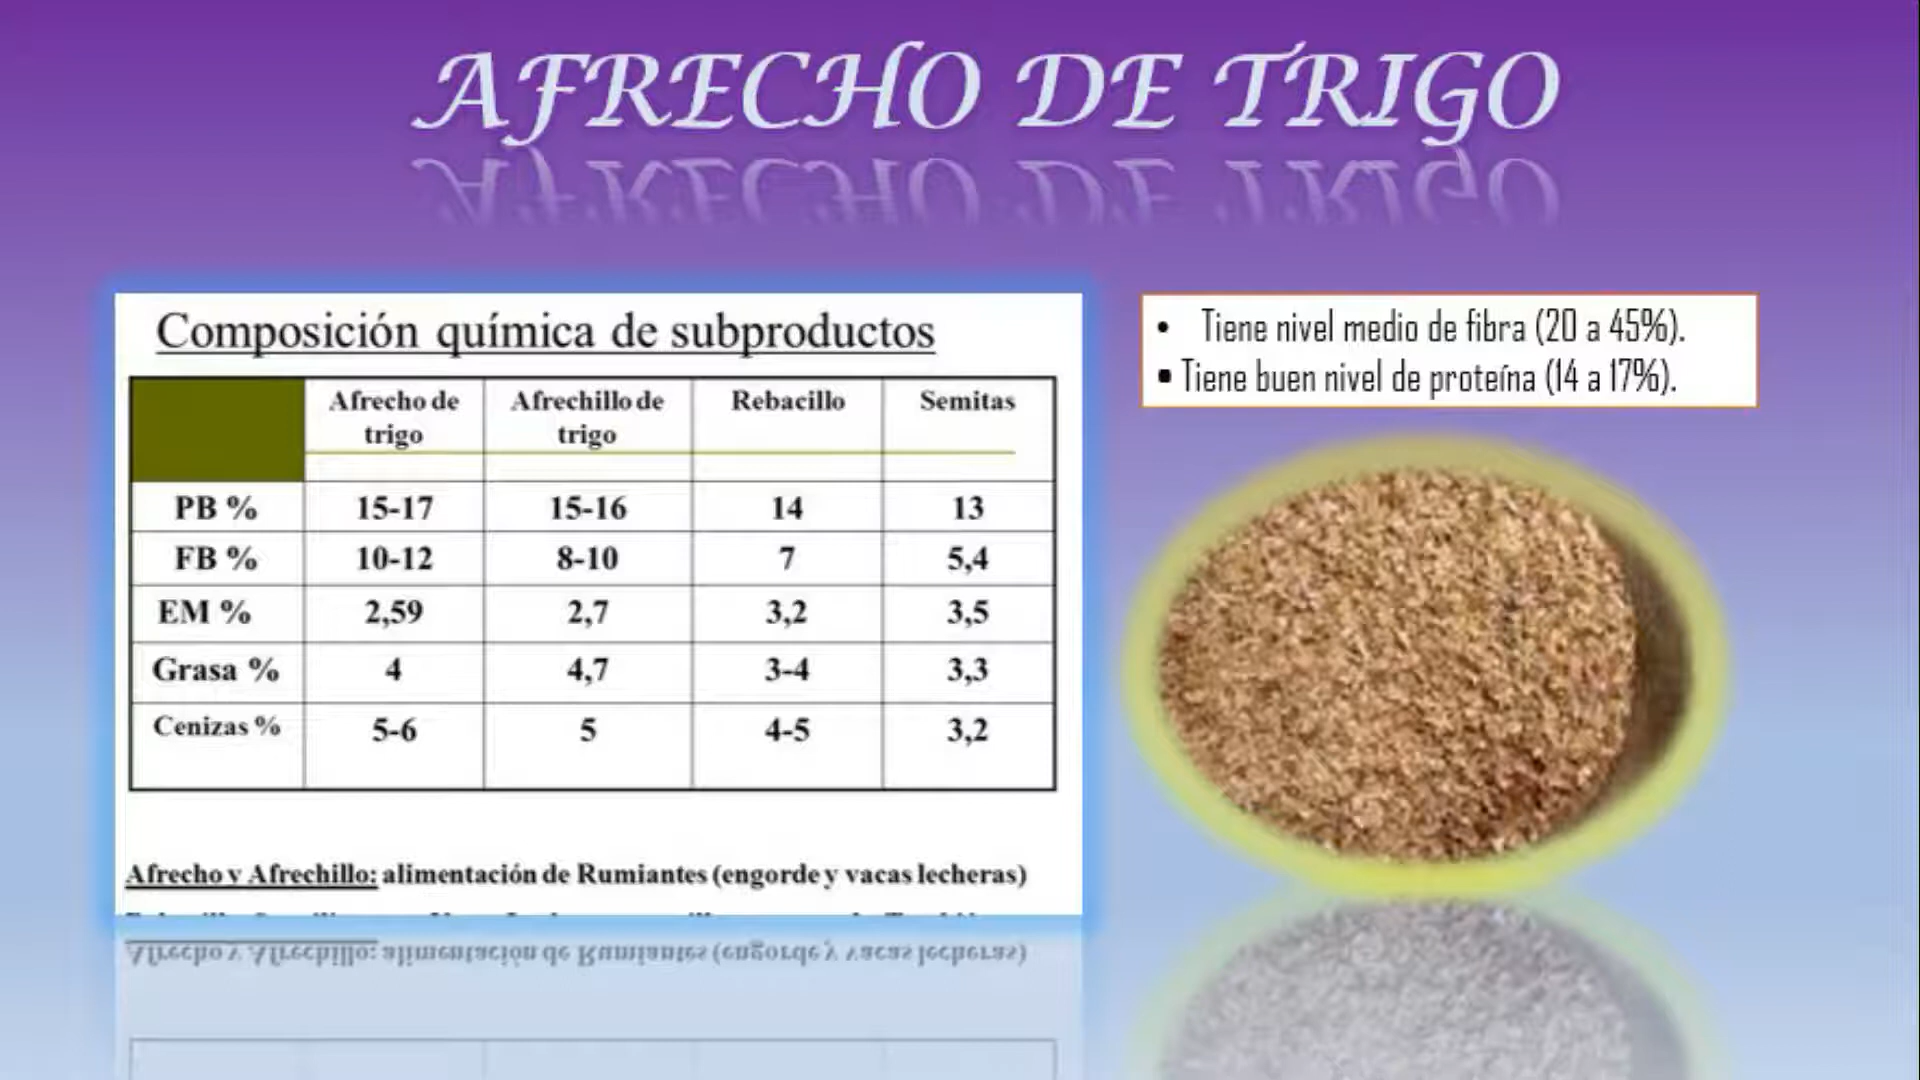 AFRECHO DE TRIGO
Composición química de subproductos
Afrecho de trigo Afrechillo de trigo Rebacillo Semitas
PB % 15-17 15-16 14 13
FB % 10-12 8-10 7 5,4
EM % 2,59 2,7 3,2 3,5
Grasa % 4 4,7 3-4 3,3
Cenizas % 5-6 5 4-5 3,2
Afrecho y Afrechillo: alimentación de Rumiantes (engorde y vacas lecheras)
• Tiene nivel medio de fibra (20 a 45%).
• Tiene buen nivel de proteína (14 a 17%).